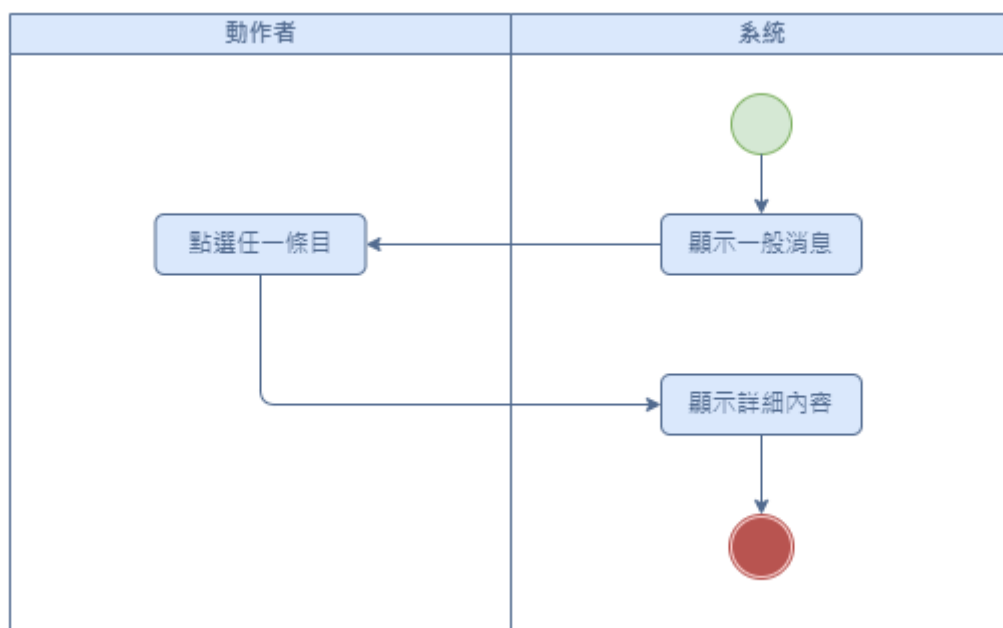 動作者
系統
點選任一條目
顯示一般消息
顯示詳細內容